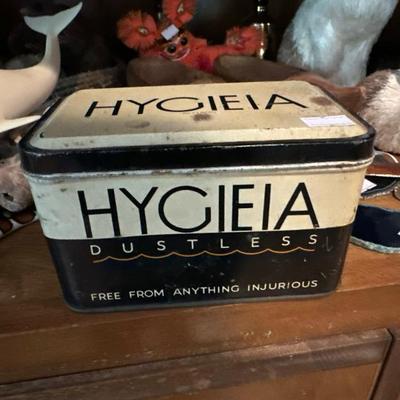 HYGIEIA
HYGIEIA
DUSTLESS
FREE FROM ANYTHING INJURIOUS